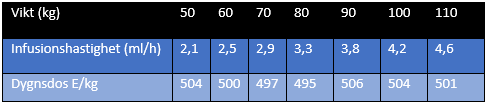 Vikt (kg) 50 60 70 80 90 100 110
Infusionshastighet (ml/h) 2,1 2,5 2,9 3,3 3,8 4,2 4,6
Dygnsdos E/kg 504 500 497 495 506 504 501